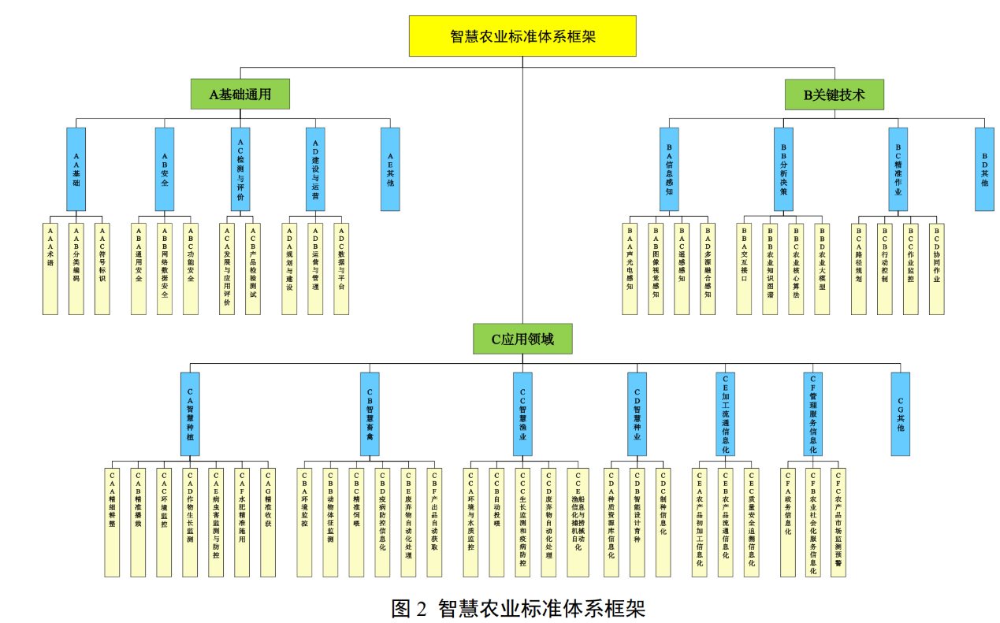 智慧农业标准体系框架
A基础通用
B关键技术
AA基础
AB安全
AC检测与评价
AD建设与运营
AE其他
BA信息感知
BB分析决策
BC精准作业
BD其他
AAA术语
AAB分类编码
AAC符号标识
ABA通用安全
ABB网络数据安全
ABC功能安全
ACA发展与应用评价
ACB产品检验测试
ADA规划与建设
ADB运营与管理
ADC数据与平台
BAA声光电感知
BAB图像视觉感知
BAC遥感感知
BAD多源融合感知
BBA交互接口
BBB农业知识图谱
BBC农业核心算法
BBD农业大模型
BCA路径规划
BCB行动控制
BCC作业监控
BCD协同作业
C应用领域
CA智慧种植
CB智慧畜禽
CC智慧渔业
CD智慧种业
CE加工流通信息化
CF管理服务信息化
CG其他
CAA精细耕整
CAB精准播栽
CAC环境监控
CAD作物生长监测
CAE病虫害监测与防控
CAF水肥精准施用
CAG精准收获
CBA环境监控
CBB动物体征监测
CBC精准饲喂
CBD疫病防控信息化
CBE废弃物自动化处理
CBF产出品自动获取
CCA环境与水质监控
CCB自动投喂
CCC生长监测和疫病防控
CCD废弃物自动化处理
CCE渔船信息化与捕捞机械自动化
CDA种质资源库信息化
CDB智能设计育种
CDC制种信息化
CEA农产品初加工信息化
CEB农产品流通信息化
CEC质量安全追溯信息化
CFA政务信息化
CFB农业社会化服务信息化
CFC农产品市场监测预警
图 2 智慧农业标准体系框架